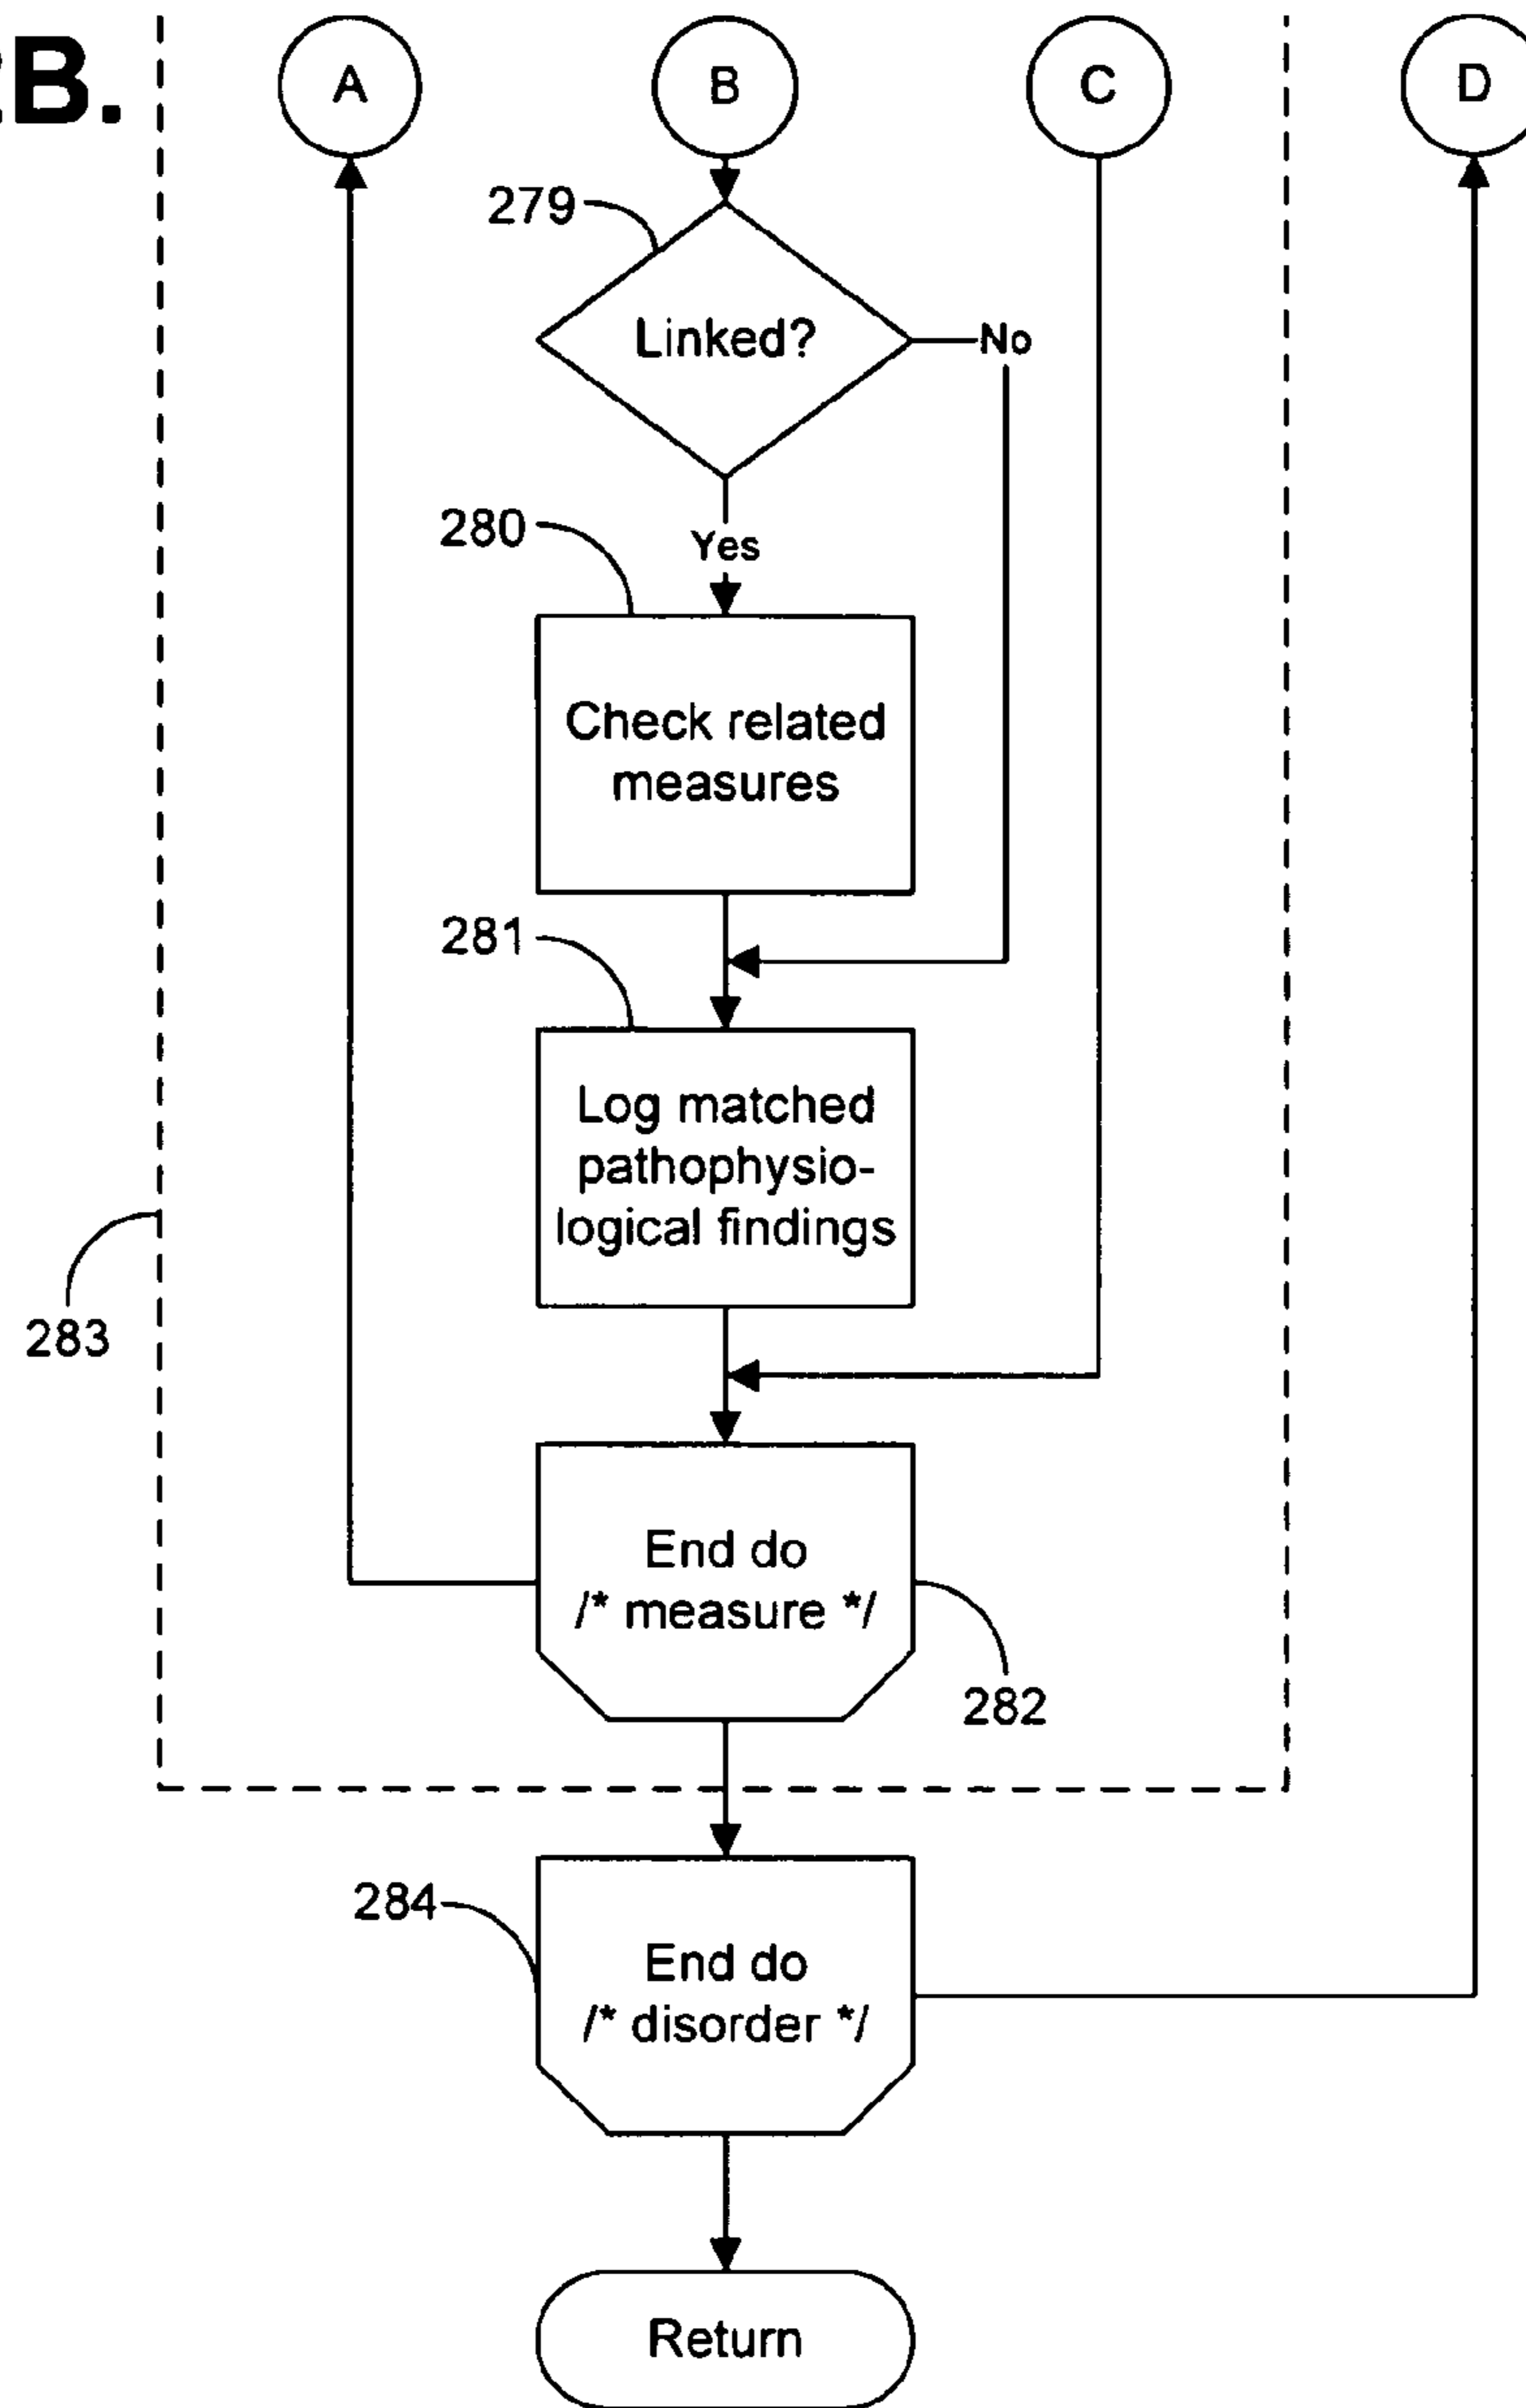 B.
A
B
C
D
279
Linked?
No
280
Yes
Check related
measures
281
Log matched
pathophysio-
logical findings
283
End do
/* measure */
282
284
End do
/* disorder */
Return